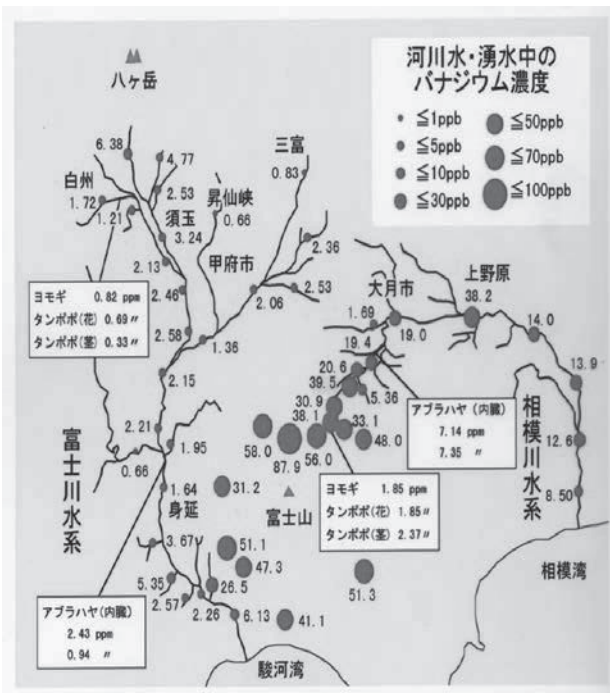 河川水・湧水中の
バナジウム濃度
≦1ppb
≦5ppb
≦10ppb
≦30ppb
≦50ppb
≦70ppb
≦100ppb
八ヶ岳
6.38
4.77
三富
0.83
白州
1.72
1.21
2.53
昇仙峡
0.66
須玉
3.24
2.36
甲府市
2.13
2.46
2.06
2.53
大月市
上野原
38.2
ヨモギ 0.82 ppm
タンポポ(花) 0.69〃
タンポポ(茎) 0.33〃
2.58
1.36
1.69
19.0
14.0
19.4
2.15
20.6
39.5
5.36
13.9
30.9
38.1
33.1
アブラハヤ(内臓)
7.14 ppm
7.35 〃
相模川水系
2.21
1.95
0.66
58.0
87.9
56.0
48.0
12.6
富士川水系
1.64
31.2
富士山
ヨモギ 1.85 ppm
タンポポ(花) 1.85〃
タンポポ(茎) 2.37〃
8.50
身延
3.67
51.1
47.3
相模湾
5.35
26.5
51.3
2.57
2.26
6.13
41.1
アブラハヤ(内臓)
2.43 ppm
0.94 〃
駿河湾